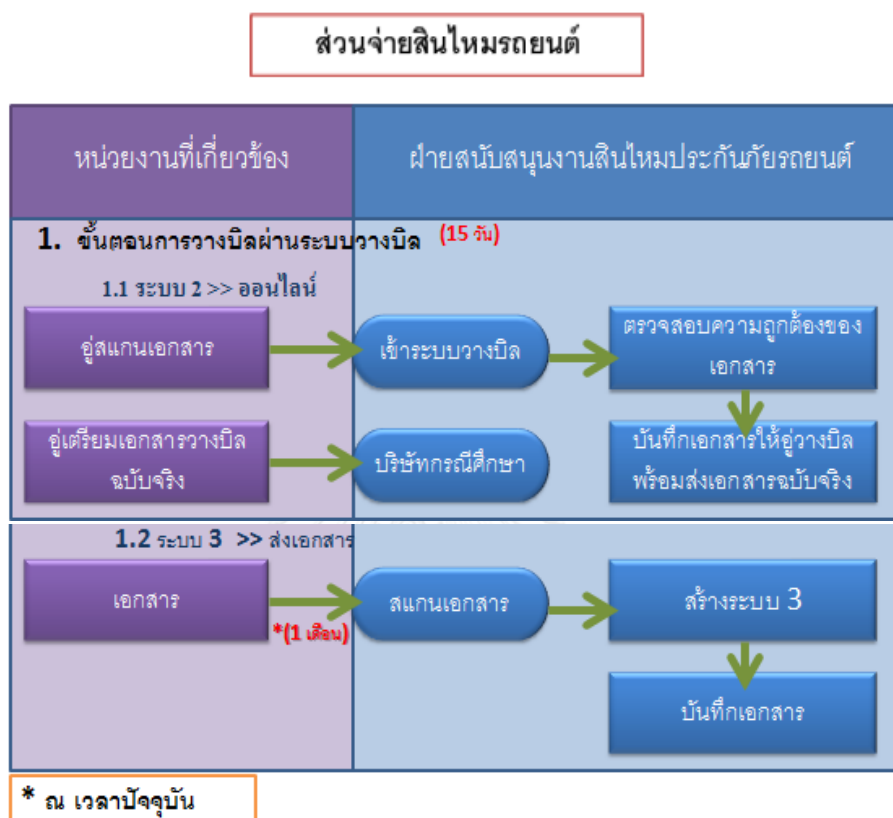 ส่วนจ่ายสินไหมรถยนต์
หน่วยงานที่เกี่ยวข้อง
ฝ่ายสนับสนุนงานสินไหมประกันภัยรถยนต์
1. ขั้นตอนการวางบิลผ่านระบบวางบิล (15 วัน)
1.1 ระบบ 2 >> ออนไลน์
อู่สแกนเอกสาร
เข้าระบบวางบิล
ตรวจสอบความถูกต้องของ
เอกสาร
อู่เตรียมเอกสารวางบิล
ฉบับจริง
บริษัทกรณีศึกษา
บันทึกเอกสารให้อู่วางบิล
พร้อมส่งเอกสารฉบับจริง
1.2 ระบบ 3 >> ส่งเอกสาร
เอกสาร
*(1 เดือน)
สแกนเอกสาร
สร้างระบบ 3
บันทึกเอกสาร
* ณ เวลาปัจจุบัน